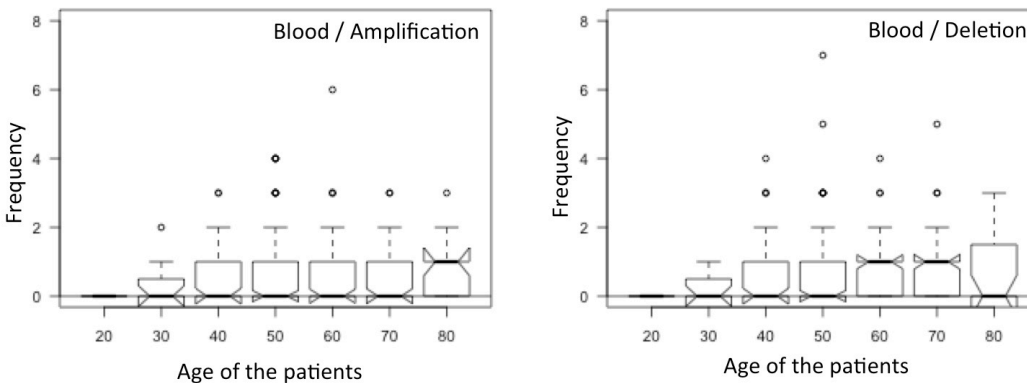 Blood / Amplification
8
6
4
2
0
Frequency
20 30 40 50 60 70 80
Age of the patients
Blood / Deletion
8
6
4
2
0
Frequency
20 30 40 50 60 70 80
Age of the patients